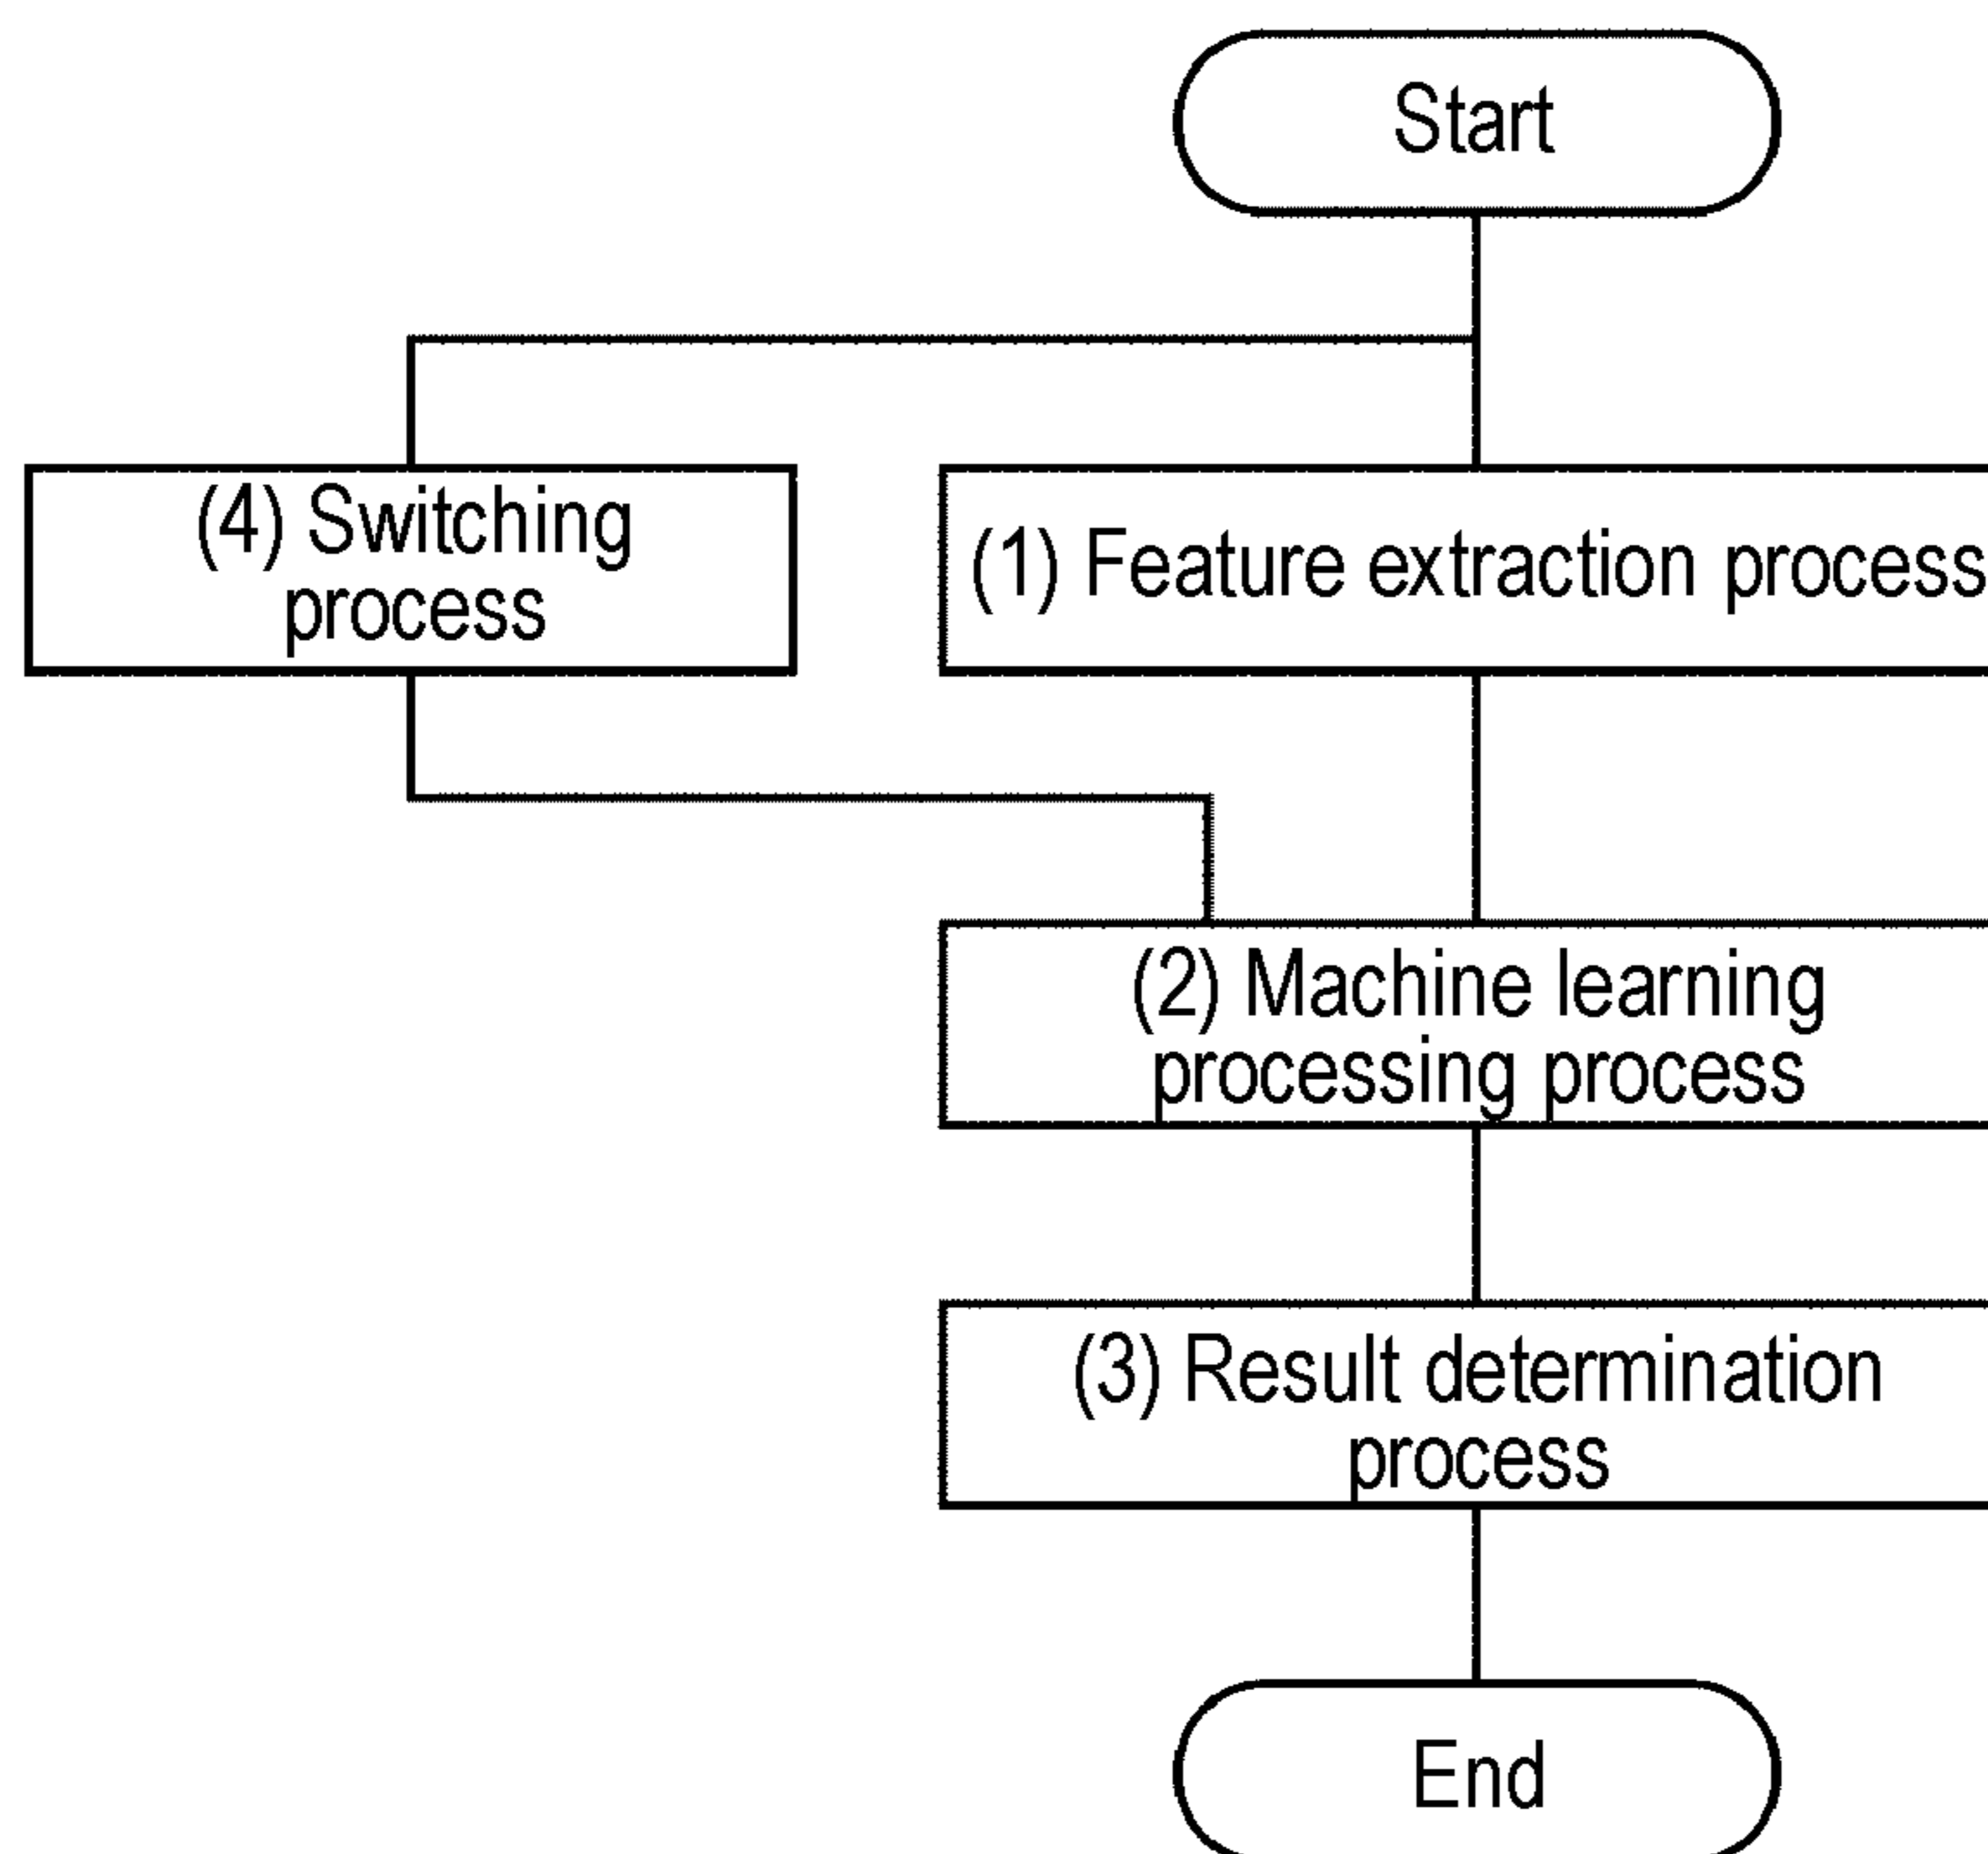 Start
(4) Switching
process
(1) Feature extraction process
(2) Machine learning
processing process
(3) Result determination
process
End